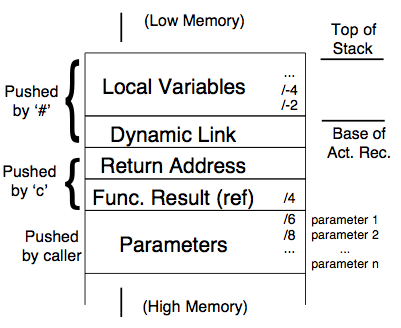 (Low Memory)
Top of
Stack
Pushed
by ‘#’
Local Variables
...
/-4
/-2
Dynamic Link
Base of
Act. Rec.
Pushed
by ‘c’
Return Address
Func. Result (ref)
/4
Pushed
by caller
Parameters
/6
/8
...
parameter 1
parameter 2
...
parameter n
(High Memory)